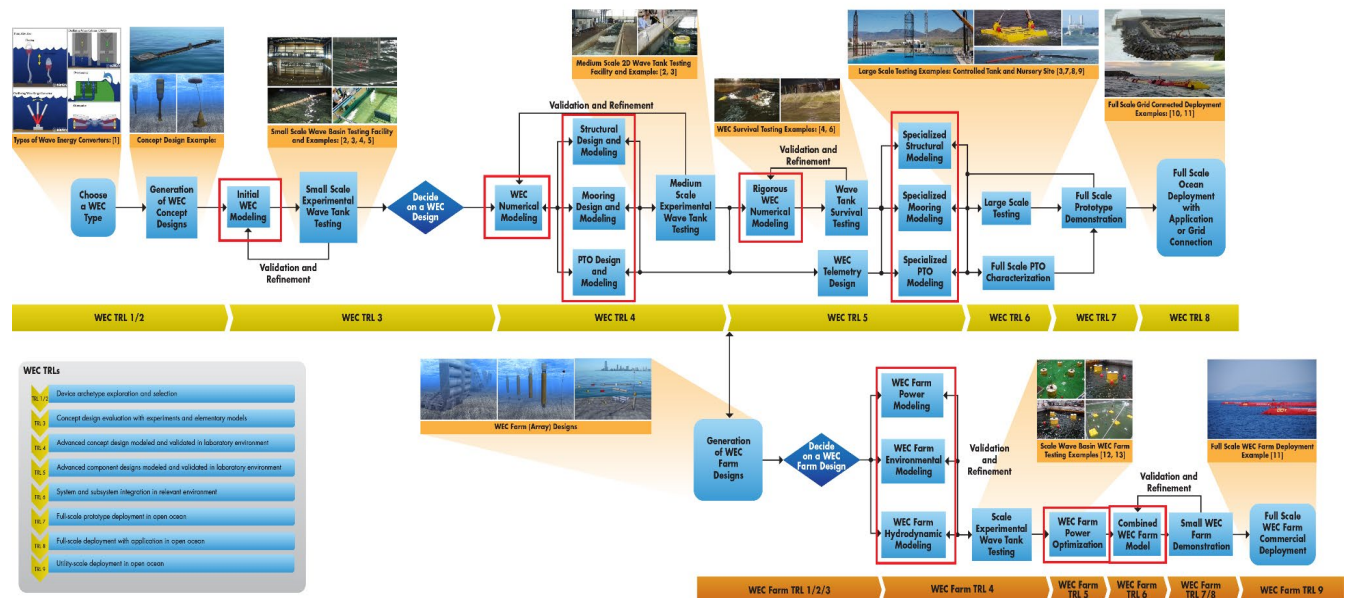 Types of Wave Energy Converters: [1]
Concept Design Example:
Small Scale Wave Basin Testing Facility
and Examples: [2, 3, 4, 5]
Medium Scale 2D Wave Tank Testing
Facility and Example: [2, 3]
WEC Survival Testing Examples: [4, 6]
Large Scale Testing Examples: Controlled Tank and Nursery Site [3,7,8,9]
Full Scale Grid Connected Deployment
Examples: [10, 11]
Choose
a WEC
Type
Generation
of WEC
Concept
Designs
Initial
WEC
Modeling
Small Scale
Experimental
Wave Tank
Testing
Validation and
Refinement
Decide
on a WEC
Design
WEC
Numerical
Modeling
Validation and Refinement
Structural
Design and
Modeling
Mooring
Design and
Modeling
PTO Design
and
Modeling
Medium
Scale
Experimental
Wave Tank
Testing
Validation and
Refinement
Rigorous
WEC
Numerical
Modeling
Wave
Tank
Survival
Testing
WEC
Telemetry
Design
Specialized
Structural
Modeling
Specialized
Mooring
Modeling
Specialized
PTO
Modeling
Large Scale
Testing
Full Scale PTO
Characterization
Full Scale
Prototype
Demonstration
Full Scale
Ocean
Deployment
with
Application
or Grid
Connection
WEC TRL 1/2
WEC TRL 3
WEC TRL 4
WEC TRL 5
WEC TRL 6
WEC TRL 7
WEC TRL 8
WEC TRLs
TRL 1/2 Device archetype exploration and selection
TRL 3 Concept design evaluation with experiments and elementary models
TRL 4 Advanced concept design modeled and validated in laboratory environment
TRL 5 Advanced component designs modeled and validated in laboratory environment
TRL 6 System and subsystem integration in relevant environment
TRL 7 Full-scale prototype deployment in open ocean
TRL 8 Full-scale deployment with application in open ocean
TRL 9 Utility-scale deployment in open ocean
WEC Farm (Array) Designs
Generation
of WEC
Farm
Designs
Decide
on a WEC
Farm Design
WEC Farm
Power
Modeling
WEC Farm
Environmental
Modeling
WEC Farm
Hydrodynamic
Modeling
Validation
and
Refinement
Scale Wave Basin WEC Farm
Testing Examples [12, 13]
Full Scale WEC Farm Deployment
Example [11]
Scale
Experimental
Wave Tank
Testing
WEC Farm
Power
Optimization
Combined
WEC Farm
Model
Validation and
Refinement
Small WEC
Farm
Demonstration
Full Scale
WEC Farm
Commercial
Deployment
WEC Farm TRL 1/2/3
WEC Farm TRL 4
WEC Farm
TRL 5
WEC Farm
TRL 6
WEC Farm
TRL 7/8
WEC Farm TRL 9